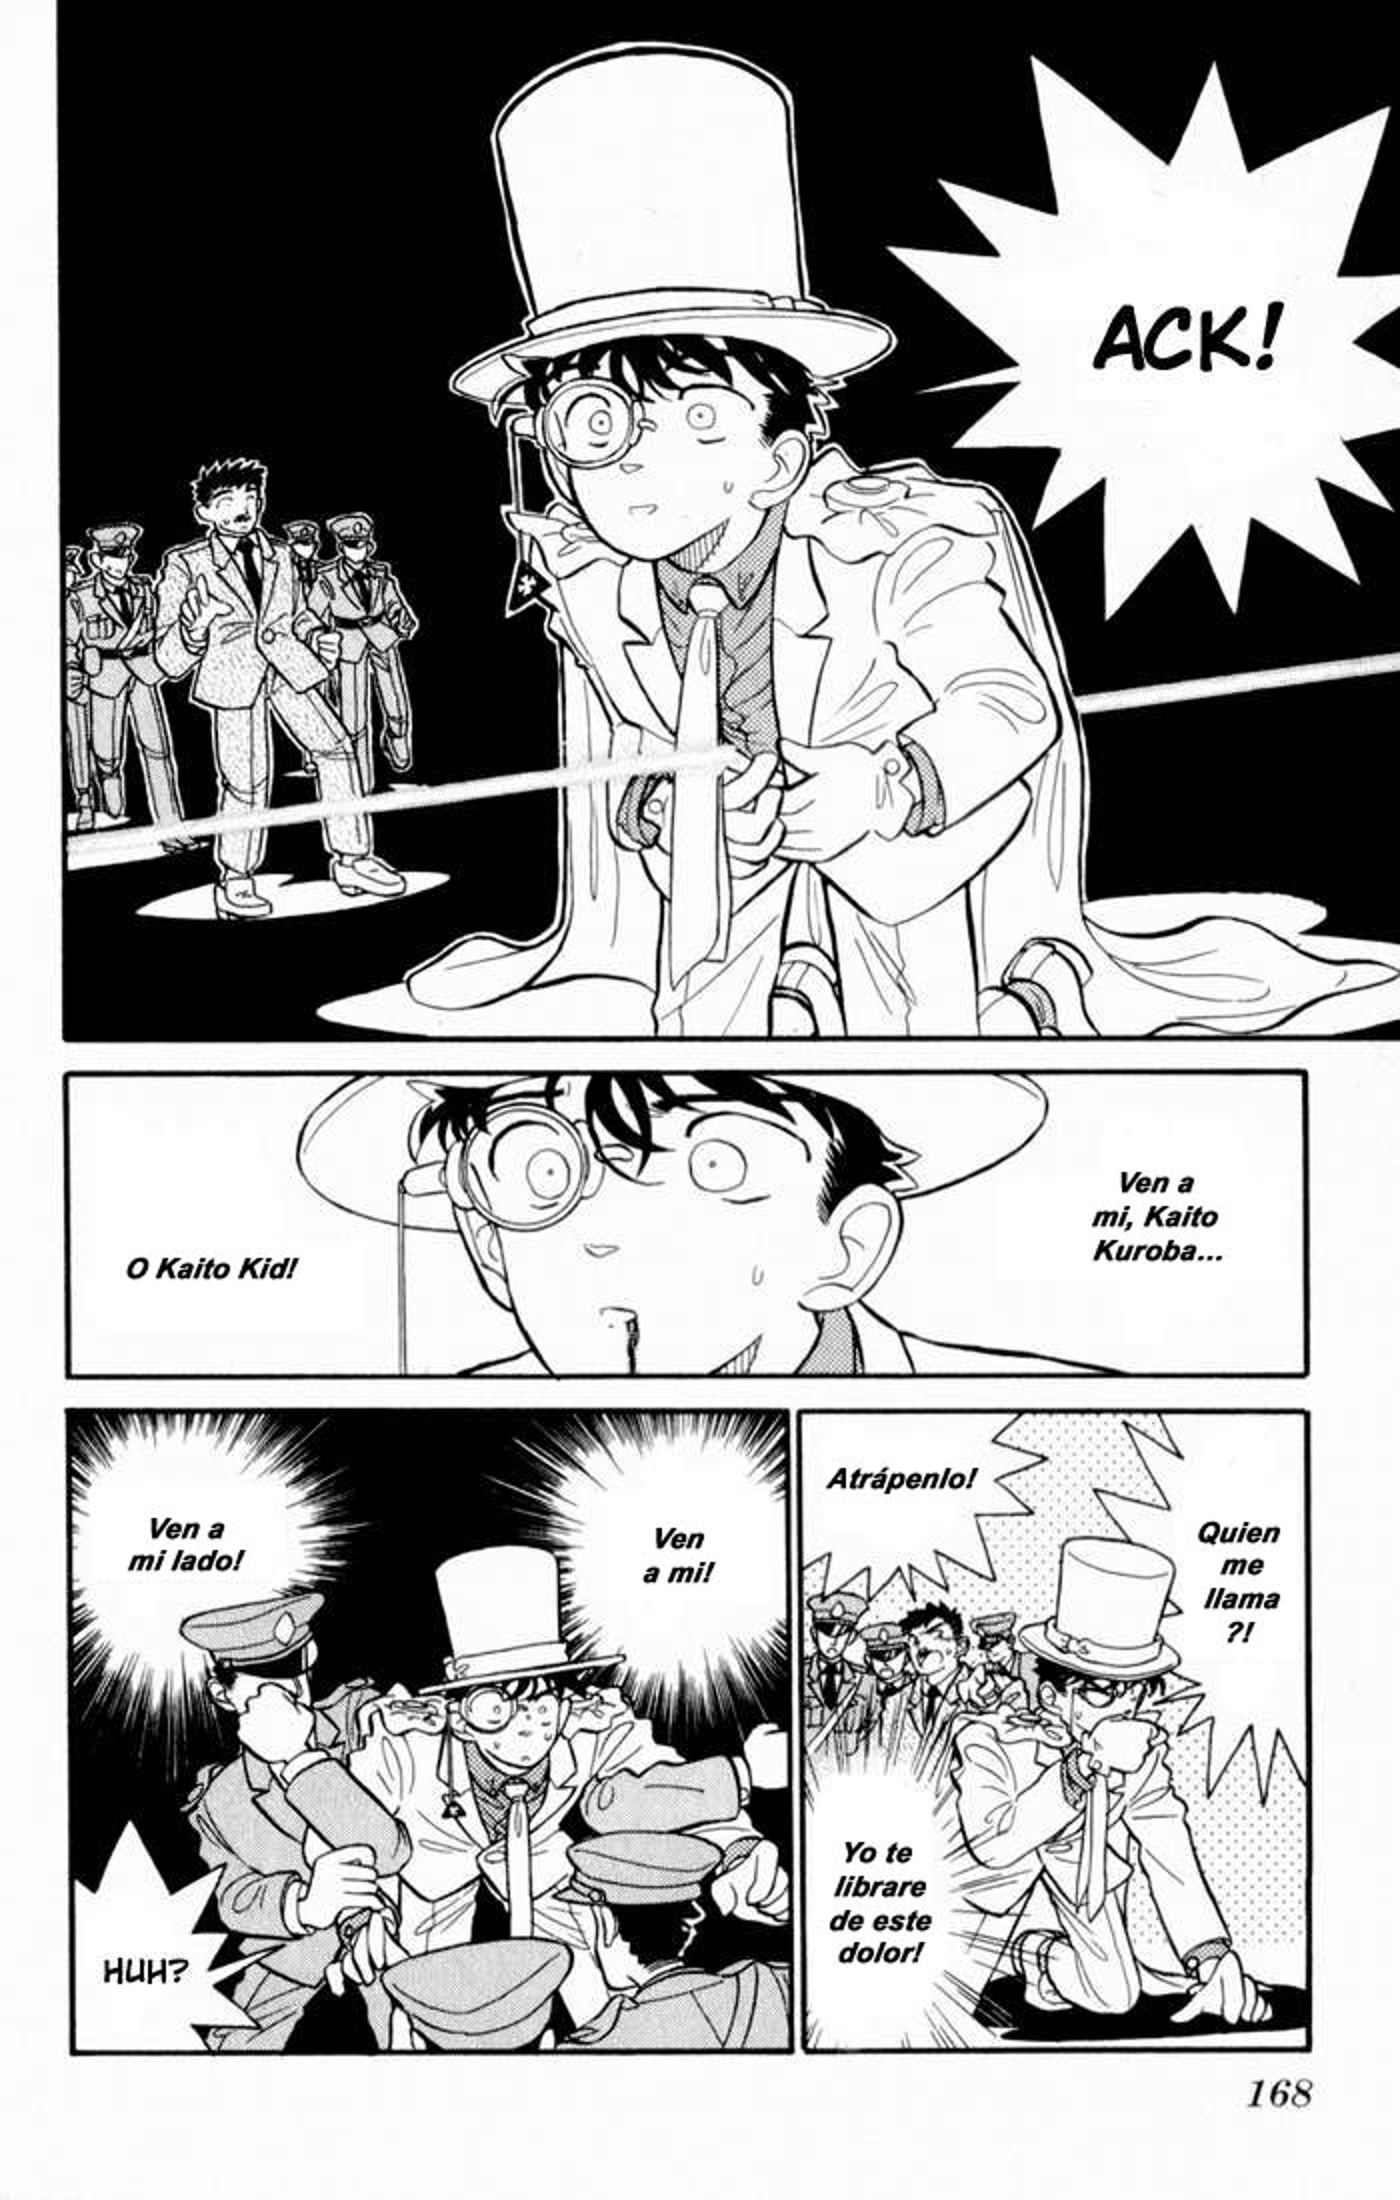 ACK!
Ven a
mi, Kaito
Kuroba...
O Kaito Kid!
Quien
me
llama
?!
Atrápenlo!
Yo te
librare
de este
dolor!
Ven
a mi!
Ven a
mi lado!
HUH?
168